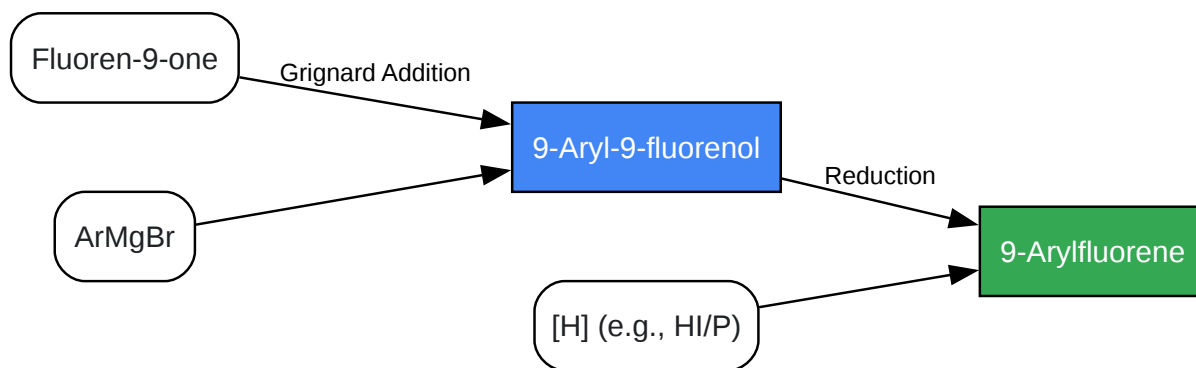 Fluoren-9-one
Grignard Addition
9-Aryl-9-fluorenol
Reduction
ArMgBr
9-Arylfluorene
[H] (e.g., HI/P)